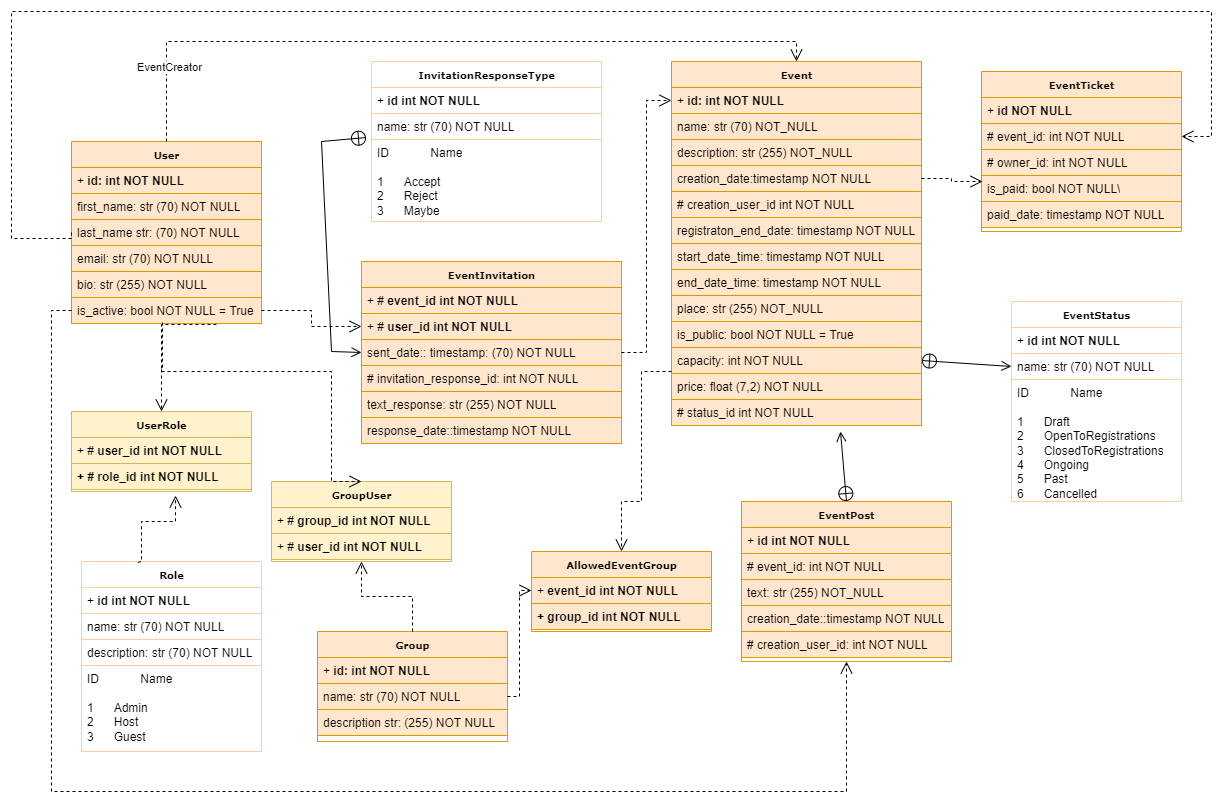 EventCreator
User
+ id: int NOT NULL
first_name: str (70) NOT NULL
last_name str: (70) NOT NULL
email: str (70) NOT NULL
bio: str (255) NOT NULL
is_active: bool NOT NULL = True
InvitationResponseType
+ id int NOT NULL
name: str (70) NOT NULL
ID Name
1 Accept
2 Reject
3 Maybe
Event
+ id: int NOT NULL
name: str (70) NOT_NULL
description: str (255) NOT_NULL
creation_date:timestamp NOT NULL
# creation_user_id int NOT NULL
registraton_end_date: timestamp NOT NULL
start_date_time: timestamp NOT NULL
end_date_time: timestamp NOT NULL
place: str (255) NOT_NULL
is_public: bool NOT NULL = True
capacity: int NOT NULL
price: float (7,2) NOT NULL
# status_id int NOT NULL
EventTicket
+ id NOT NULL
# event_id: int NOT NULL
# owner_id: int NOT NULL
is_paid: bool NOT NULL\
paid_date: timestamp NOT NULL
EventInvitation
+ # event_id int NOT NULL
+ # user_id int NOT NULL
sent_date:: timestamp: (70) NOT NULL
# invitation_response_id: int NOT NULL
text_response: str (255) NOT NULL
response_date::timestamp NOT NULL
EventStatus
+ id int NOT NULL
name: str (70) NOT NULL
ID Name
1 Draft
2 OpenToRegistrations
3 ClosedToRegistrations
4 Ongoing
5 Past
6 Cancelled
UserRole
+ # user_id int NOT NULL
+ # role_id int NOT NULL
GroupUser
+ # group_id int NOT NULL
+ # user_id int NOT NULL
EventPost
+ id int NOT NULL
# event_id: int NOT NULL
text: str (255) NOT_NULL
creation_date::timestamp NOT NULL
# creation_user_id: int NOT NULL
AllowedEventGroup
+ event_id int NOT NULL
+ group_id int NOT NULL
Role
+ id int NOT NULL
name: str (70) NOT NULL
description: str (70) NOT NULL
ID Name
1 Admin
2 Host
3 Guest
Group
+ id: int NOT NULL
name: str (70) NOT NULL
description str: (255) NOT NULL